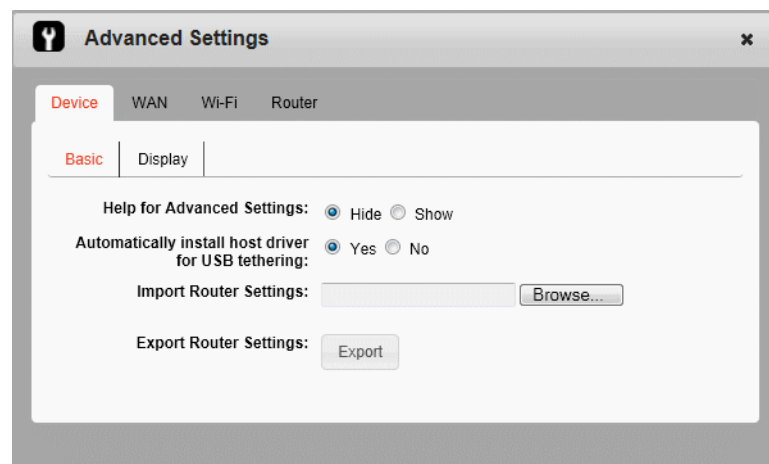 Advanced Settings
Device WAN Wi-Fi Router
Basic Display
Help for Advanced Settings: Hide Show
Automatically install host driver
for USB tethering: Yes No
Import Router Settings: Browse...
Export Router Settings: Export